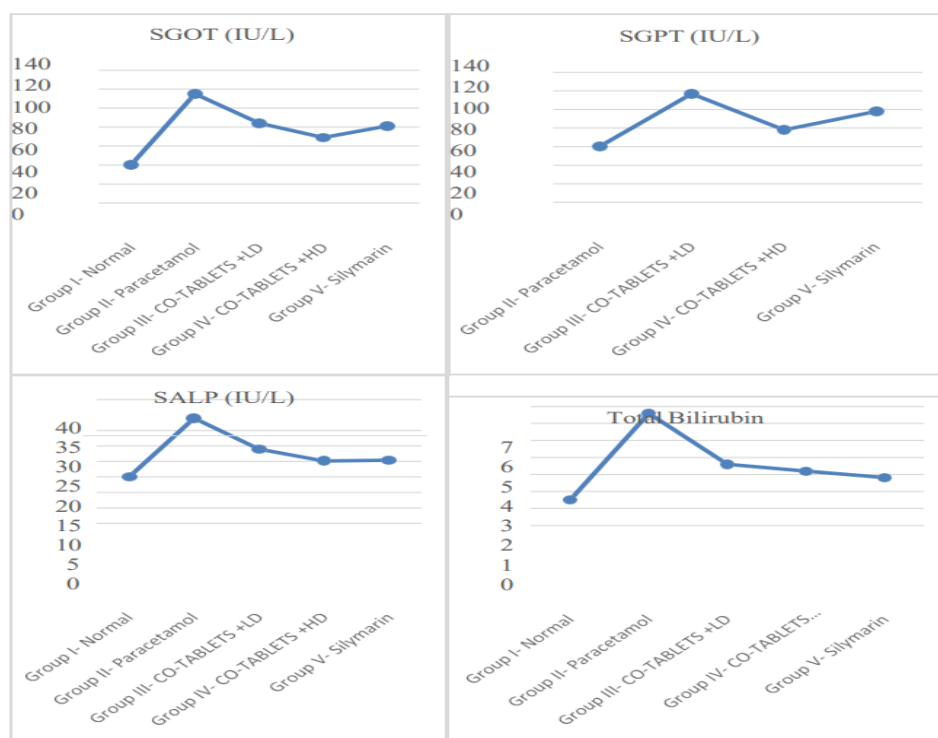 SGOT (IU/L)
140
120
100
80
60
40
20
0
Group I- Normal
Group II- Paracetamol
Group III- CO-TABLETS +LD
Group IV- CO-TABLETS +HD
Group V- Silymarin
SGPT (IU/L)
140
120
100
80
60
40
20
0
Group II- Paracetamol
Group III- CO-TABLETS +LD
Group IV- CO-TABLETS +HD
Group V- Silymarin
SALP (IU/L)
40
35
30
25
20
15
10
5
0
Group I- Normal
Group II- Paracetamol
Group III- CO-TABLETS +LD
Group IV- CO-TABLETS +HD
Group V- Silymarin
Total Bilirubin
7
6
5
4
3
2
1
0
Group I- Normal
Group II- Paracetamol
Group III- CO-TABLETS +LD
Group IV- CO-TABLETS...
Group V- Silymarin